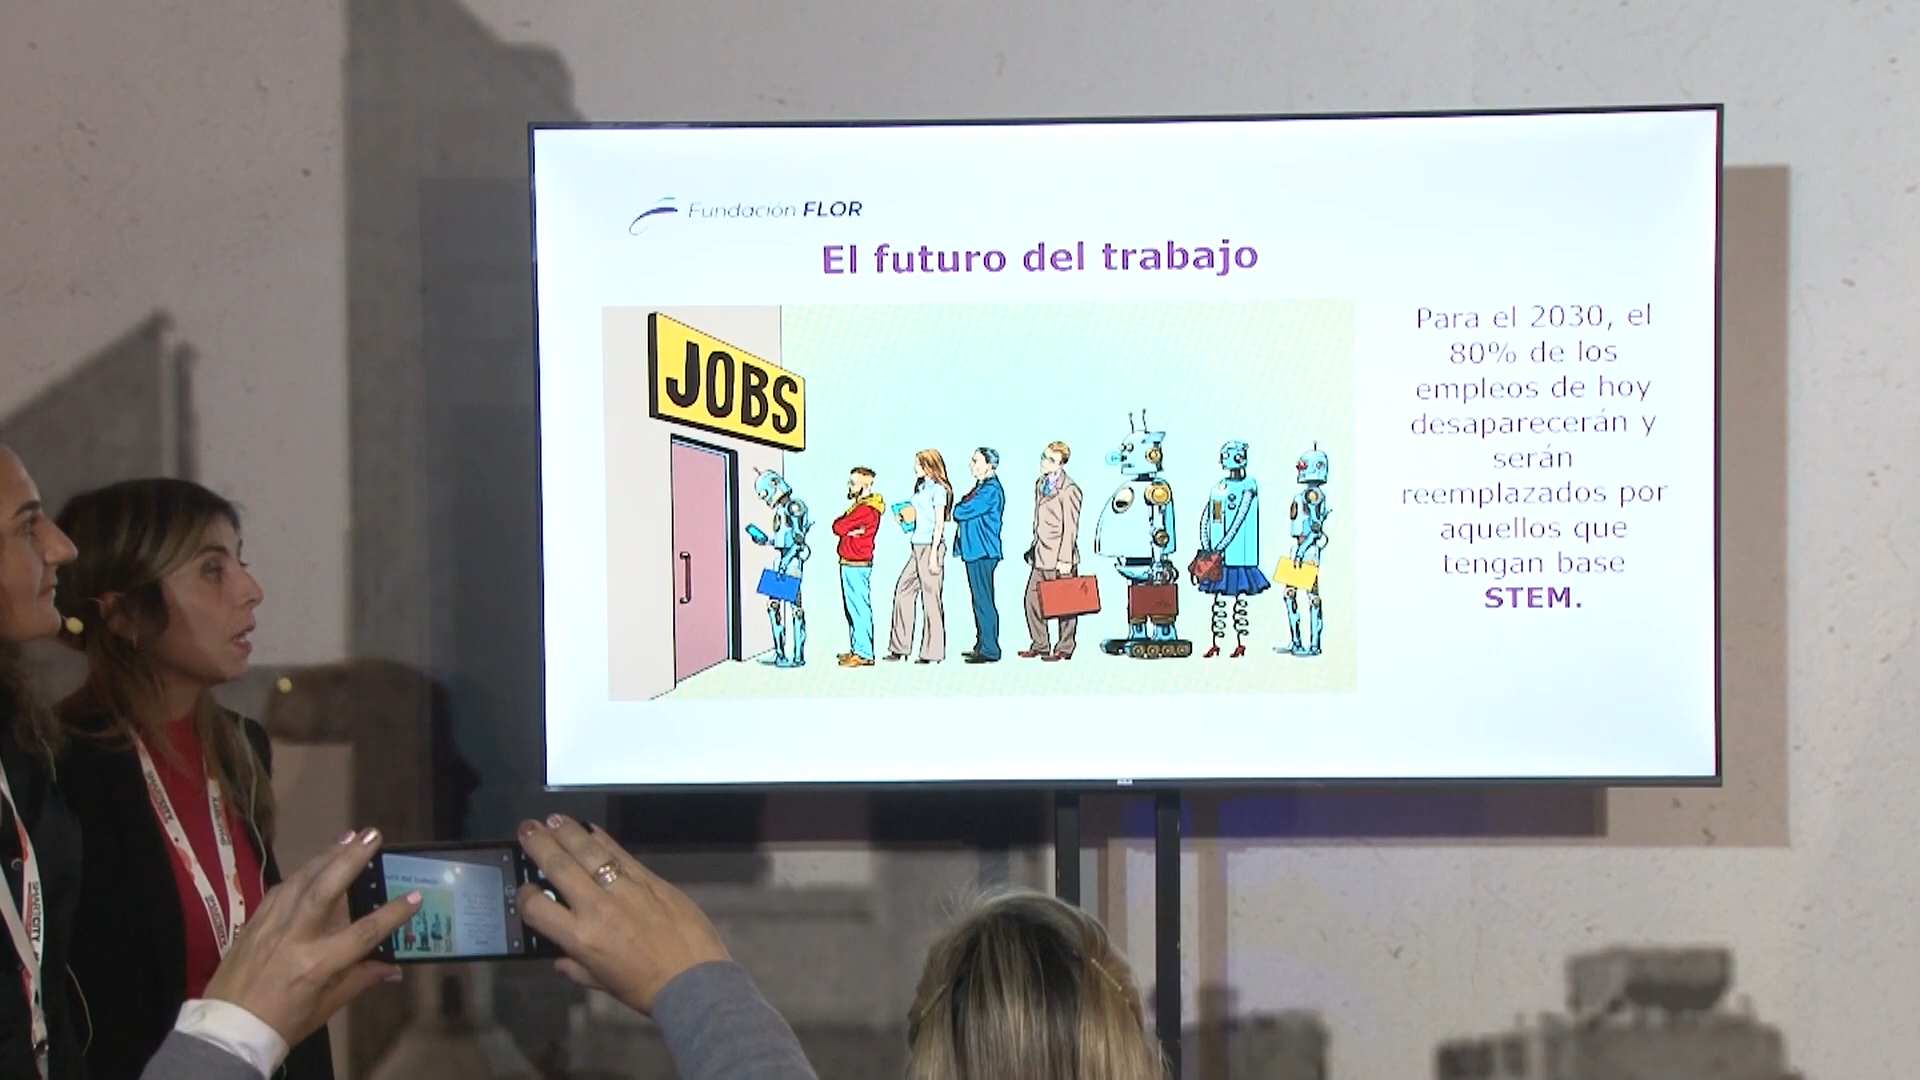 Fundación FLOR
El futuro del trabajo
JOBS
Para el 2030, el
80% de los
empleos de hoy
desaparecerán y
serán
reemplazados por
aquellos que
tengan base
STEM.
SMARTCITY